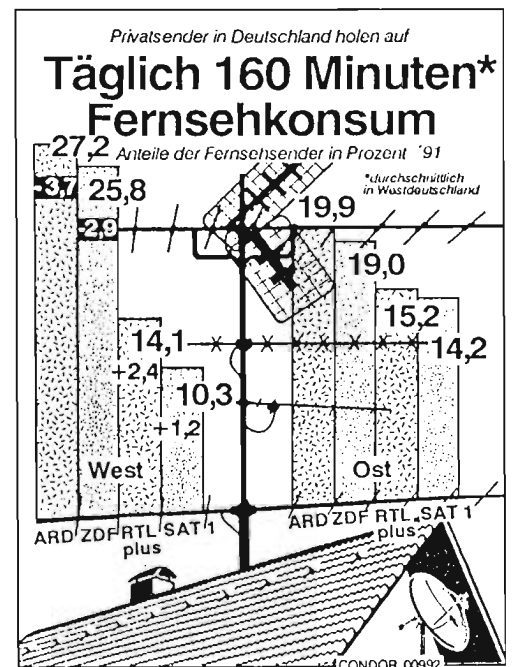 Privatsender in Deutschland holen auf
Täglich 160 Minuten*
Fernsehkonsum
Anteile der Fernsehsender in Prozent ´91
*durchschnittlich
in Westdeutschland
27,2
-3,7
25,8
-2,9
14,1
+2,4
10,3
+1,2
West
19,9
19,0
15,2
14,2
Ost
ARD ZDF RTL plus SAT 1
ARD ZDF RTL plus SAT 1
CONDOR 00992